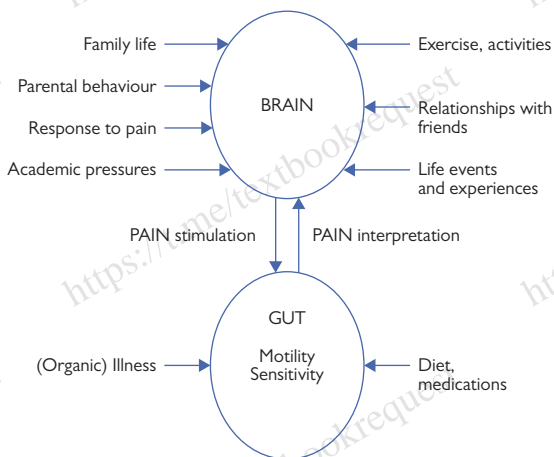 Family life
Exercise, activities
Parental behaviour
BRAIN
Relationships with
friends
Response to pain
Academic pressures
Life events
and experiences
https://t.me/textbookrequest
PAIN stimulation
PAIN interpretation
GUT
Motility
Sensitivity
(Organic) Illness
Diet,
medications